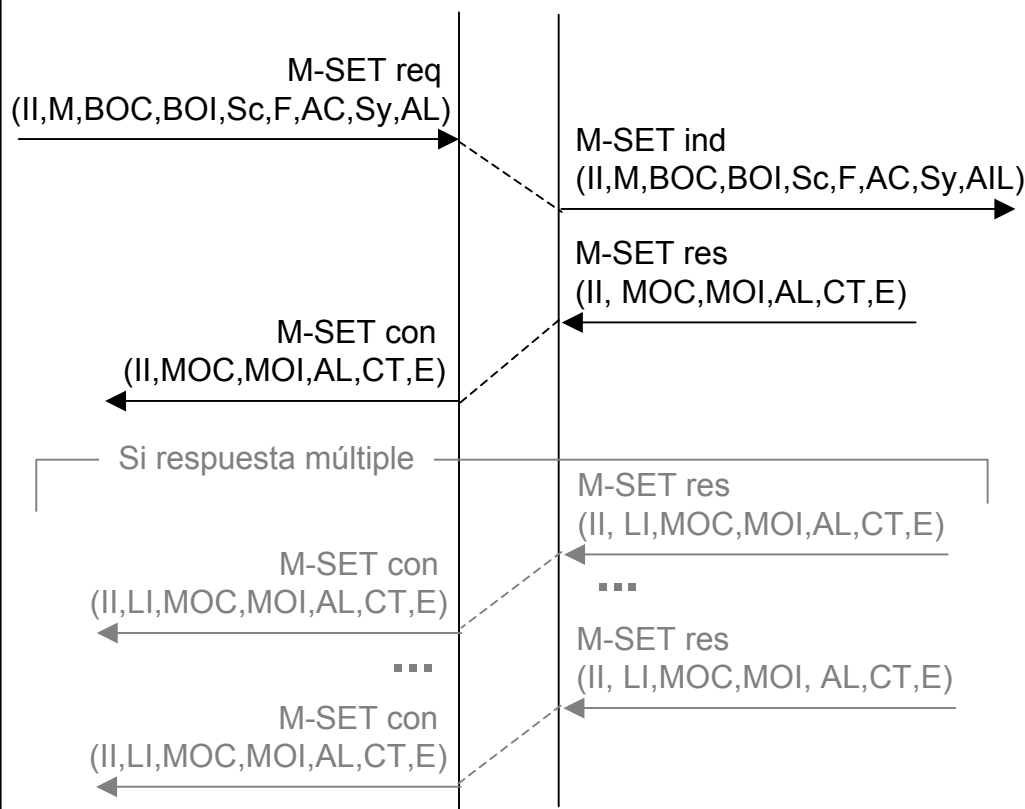 M-SET req
(II,M,BOC,BOI,Sc,F,AC,Sy,AL)
M-SET ind
(II,M,BOC,BOI,Sc,F,AC,Sy,AIL)
M-SET res
(II, MOC,MOI,AL,CT,E)
M-SET con
(II,MOC,MOI,AL,CT,E)
Si respuesta múltiple
M-SET res
(II, LI,MOC,MOI,AL,CT,E)
M-SET con
(II,LI,MOC,MOI,AL,CT,E)
...
M-SET res
(II, LI,MOC,MOI, AL,CT,E)
...
M-SET con
(II,LI,MOC,MOI,AL,CT,E)